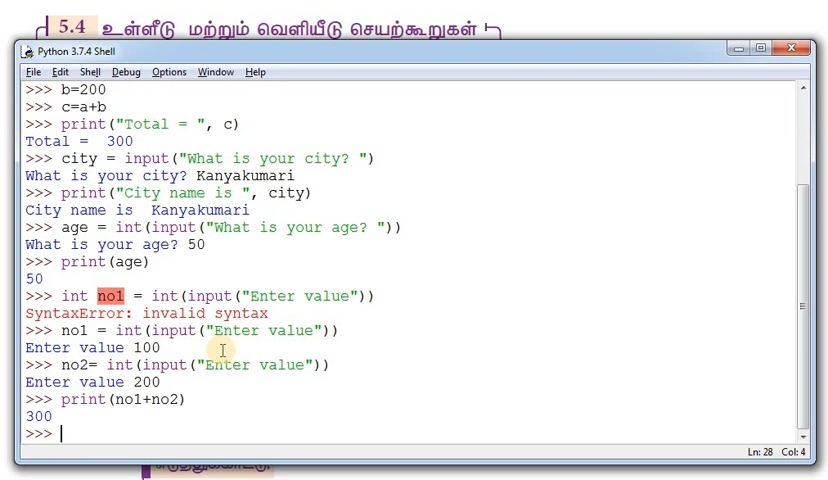 5.4 உள்ளீடு மற்றும் வெளியீடு செயற்கூறுகள்
Python 3.7.4 Shell
File Edit Shell Debug Options Window Help
>>> b=200
>>> c=a+b
>>> print("Total = ", c)
Total =  300
>>> city = input("What is your city? ")
What is your city? Kanyakumari
>>> print("City name is ", city)
City name is  Kanyakumari
>>> age = int(input("What is your age? "))
What is your age? 50
>>> print(age)
50
>>> int no1 = int(input("Enter value"))
SyntaxError: invalid syntax
>>> no1 = int(input("Enter value"))
Enter value 100
>>> no2= int(input("Enter value"))
Enter value 200
>>> print(no1+no2)
300
>>>
Ln: 28 Col: 4